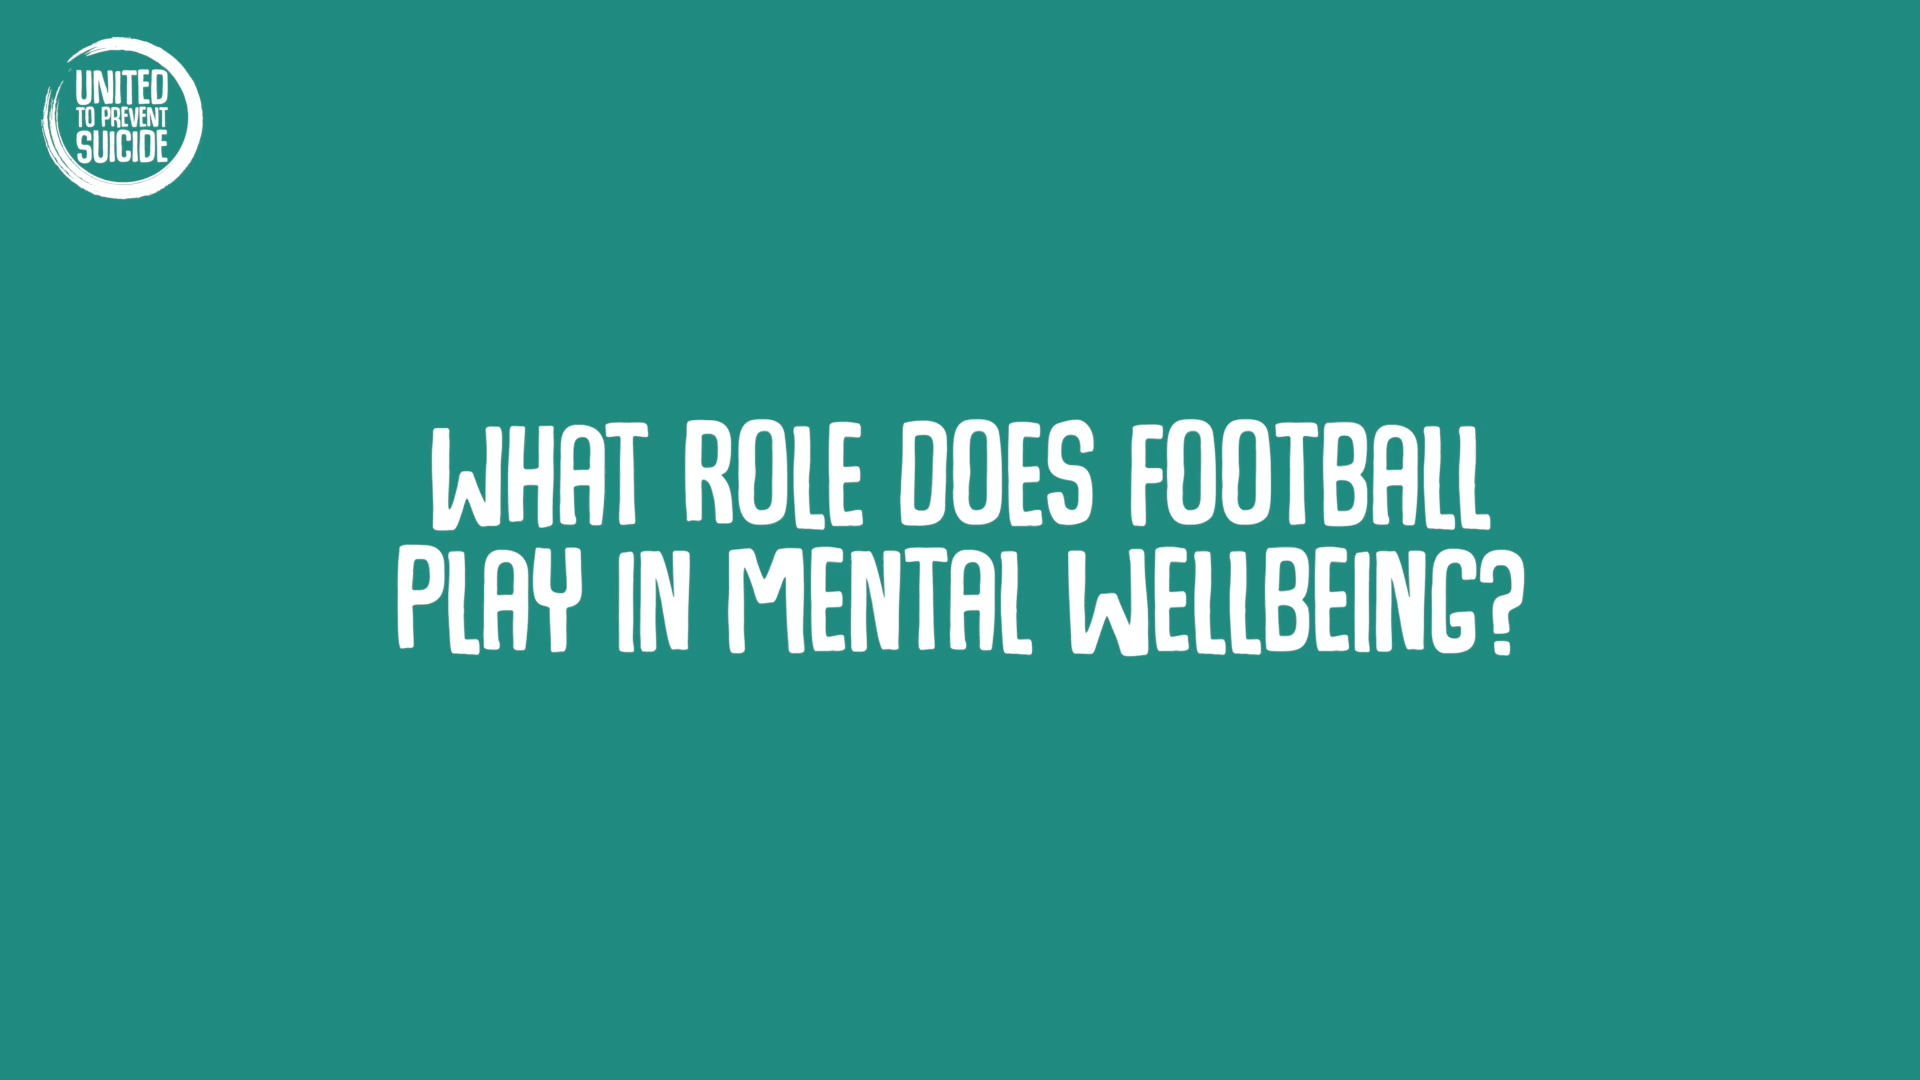 UNITED
TO PREVENT
SUICIDE
WHAT ROLE DOES FOOTBALL
PLAY IN MENTAL WELLBEING?